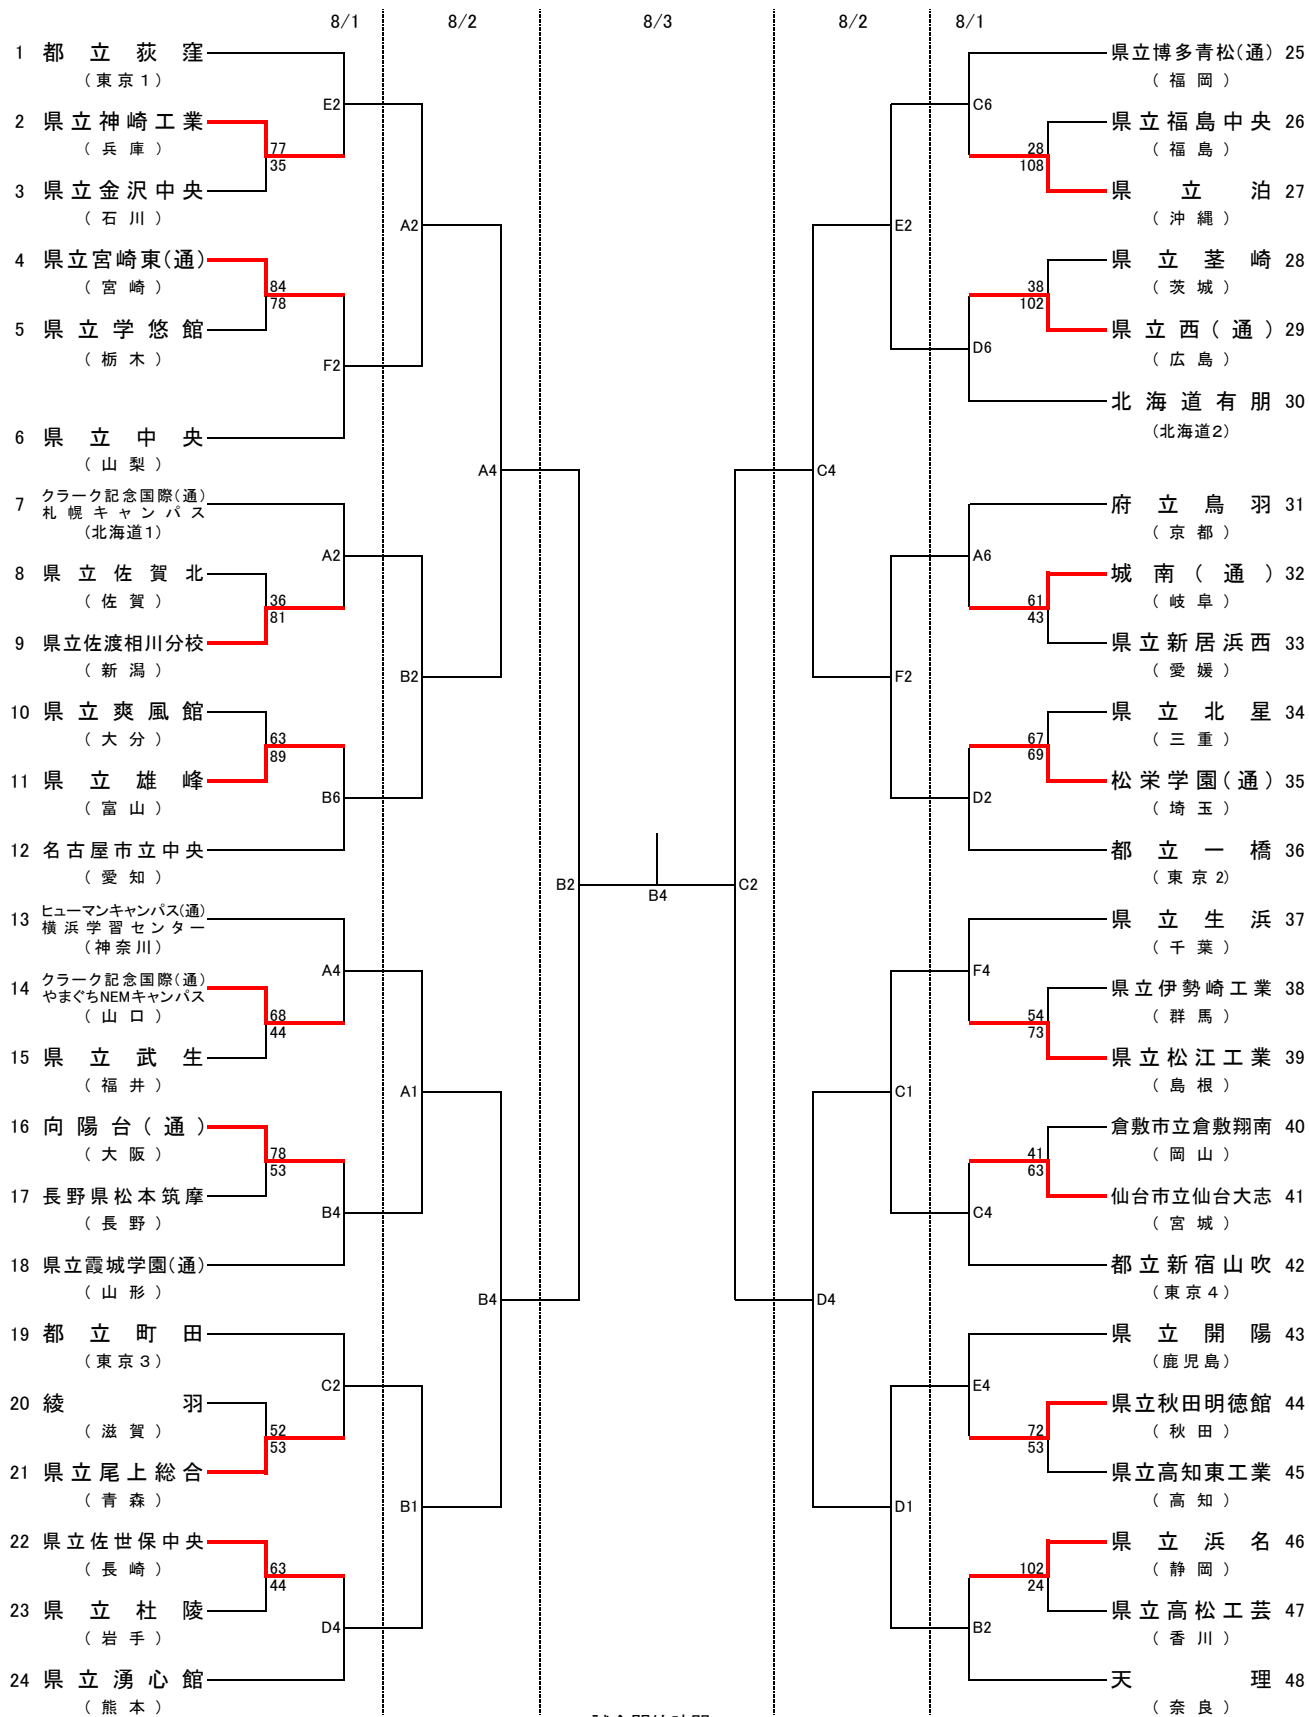 8/1 8/2 8/3 8/2 8/1
1 都立荻窪
(東京1)
E2
2 県立神崎工業
(兵庫)
77
35
3 県立金沢中央
(石川)
A2
4 県立宮崎東(通)
(宮崎)
84
78
5 県立学悠館
(栃木)
F2
6 県立中央
(山梨)
A4
7 クラーク記念国際(通)
札幌キャンパス
(北海道1)
A2
8 県立佐賀北
(佐賀)
36
81
9 県立佐渡相川分校
(新潟)
B2
10 県立爽風館
(大分)
63
89
11 県立雄峰
(富山)
B6
12 名古屋市立中央
(愛知)
B2
B4
C2
13 ヒューマンキャンパス(通)
横浜学習センター
(神奈川)
A4
14 クラーク記念国際(通)
やまぐちNEMキャンパス
(山口)
68
44
15 県立武生
(福井)
A1
16 向陽台(通)
(大阪)
78
53
17 長野県松本筑摩
(長野)
B4
18 県立霞城学園(通)
(山形)
B4
19 都立町田
(東京3)
C2
20 綾羽
(滋賀)
52
53
21 県立尾上総合
(青森)
B1
22 県立佐世保中央
(長崎)
63
44
23 県立杜陵
(岩手)
D4
24 県立湧心館
(熊本)
県立博多青松(通) 25
(福岡)
C6
県立福島中央 26
(福島)
28
108
県立泊 27
(沖縄)
E2
県立茎崎 28
(茨城)
38
102
県立西(通) 29
(広島)
D6
北海道有朋 30
(北海道2)
C4
府立鳥羽 31
(京都)
A6
城南(通) 32
(岐阜)
61
43
県立新居浜西 33
(愛媛)
F2
県立北星 34
(三重)
67
69
松栄学園(通) 35
(埼玉)
D2
都立一橋 36
(東京2)
県立生浜 37
(千葉)
F4
県立伊勢崎工業 38
(群馬)
54
73
県立松江工業 39
(島根)
C1
倉敷市立倉敷翔南 40
(岡山)
41
63
仙台市立仙台大志 41
(宮城)
C4
都立新宿山吹 42
(東京4)
D4
県立開陽 43
(鹿児島)
E4
県立秋田明徳館 44
(秋田)
72
53
県立高知東工業 45
(高知)
D1
県立浜名 46
(静岡)
102
24
県立高松工芸 47
(香川)
B2
天理 48
(奈良)